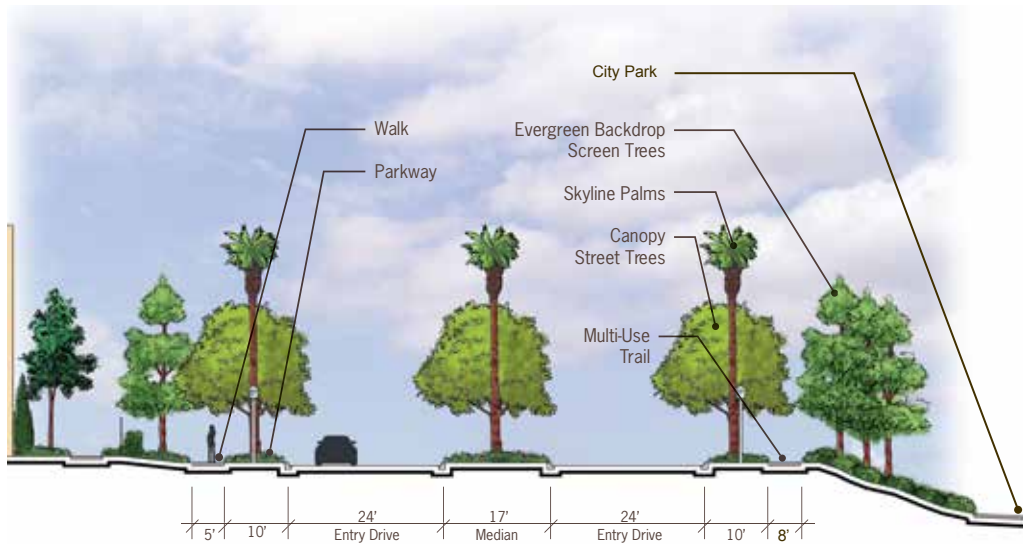 City Park
Walk
Evergreen Backdrop
Screen Trees
Parkway
Skyline Palms
Canopy
Street Trees
Multi-Use
Trail
5' 10' 24' 17' 24' 10' 8'
Entry Drive Median Entry Drive